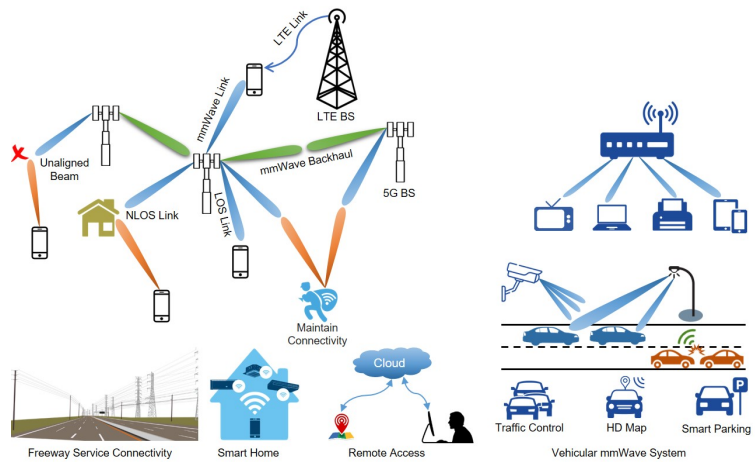 LTE Link
LTE BS
mmWave Link
Unaligned
Beam
mmWave Backhaul
5G BS
NLOS Link
LOS Link
Maintain
Connectivity
Cloud
Traffic Control
HD Map
P
Smart Parking
Freeway Service Connectivity
Smart Home
Remote Access
Vehicular mmWave System